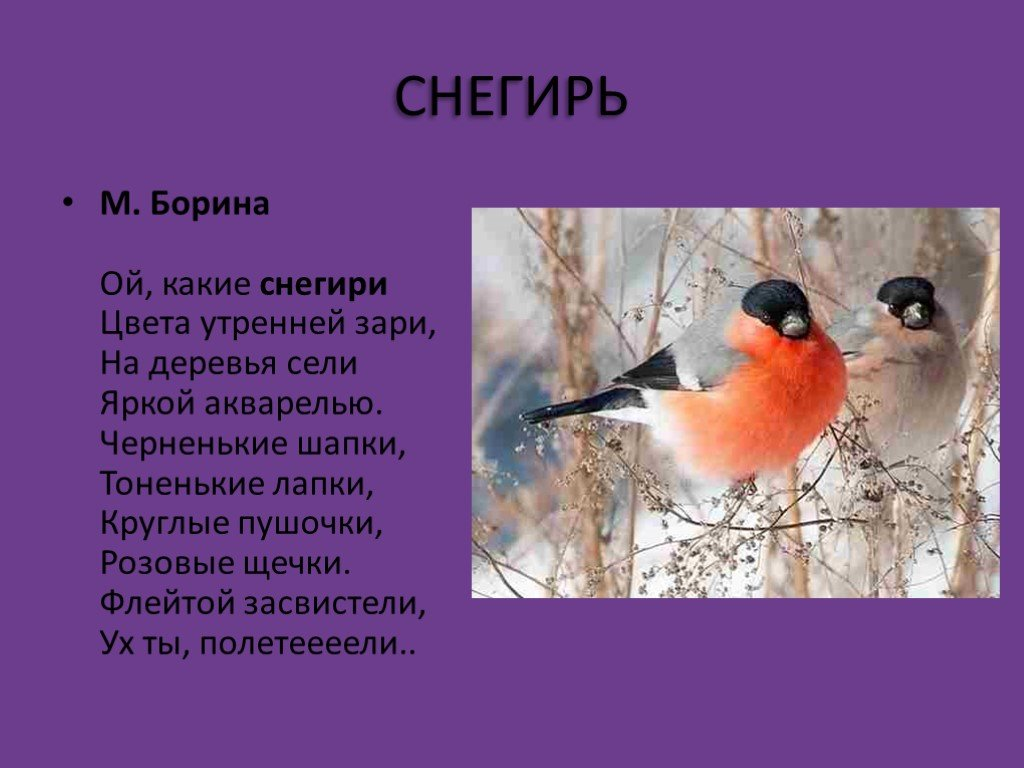 СНЕГИРЬ
• М. Борина
Ой, какие снегири
Цвета утренней зари,
На деревья сели
Яркой акварелью.
Черненькие шапки,
Тоненькие лапки,
Круглые пушочки,
Розовые щечки.
Флейтой засвистели,
Ух ты, полетеееели..